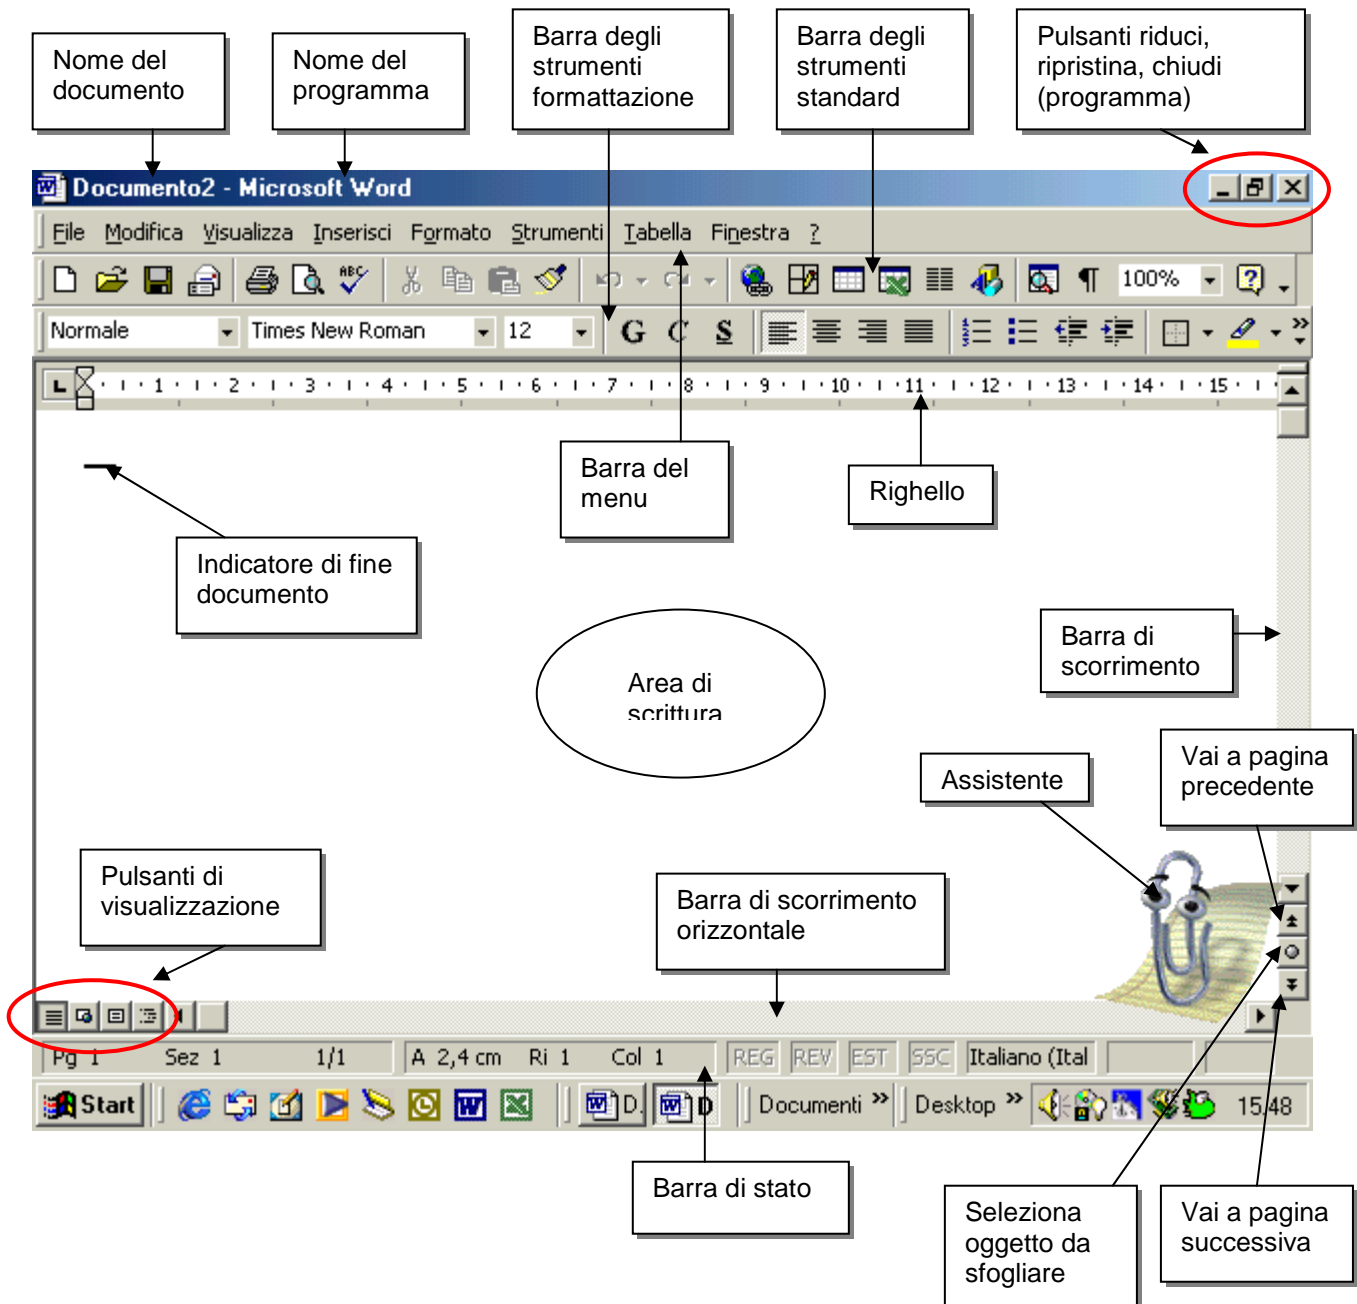 Nome del
documento
Nome del
programma
Barra degli
strumenti
formattazione
Barra degli
strumenti
standard
Pulsanti riduci,
ripristina, chiudi
(programma)
Documento2 - Microsoft Word
File Modifica Visualizza Inserisci Formato Strumenti Tabella Finestra ?
ABC 100%
Normale Times New Roman 12 G C S
1 2 3 4 5 6 7 8 9 10 11 12 13 14 15
Barra del
menu
Righello
Indicatore di fine
documento
Area di
scrittura
Barra di
scorrimento
Assistente
Vai a pagina
precedente
Pulsanti di
visualizzazione
Barra di scorrimento
orizzontale
Pg 1 Sez 1 1/1 A 2,4 cm Ri 1 Col 1 REG REV EST SSC Italiano (Ital
Start D. D Documenti » Desktop » 15.48
Barra di stato
Seleziona
oggetto da
sfogliare
Vai a pagina
successiva